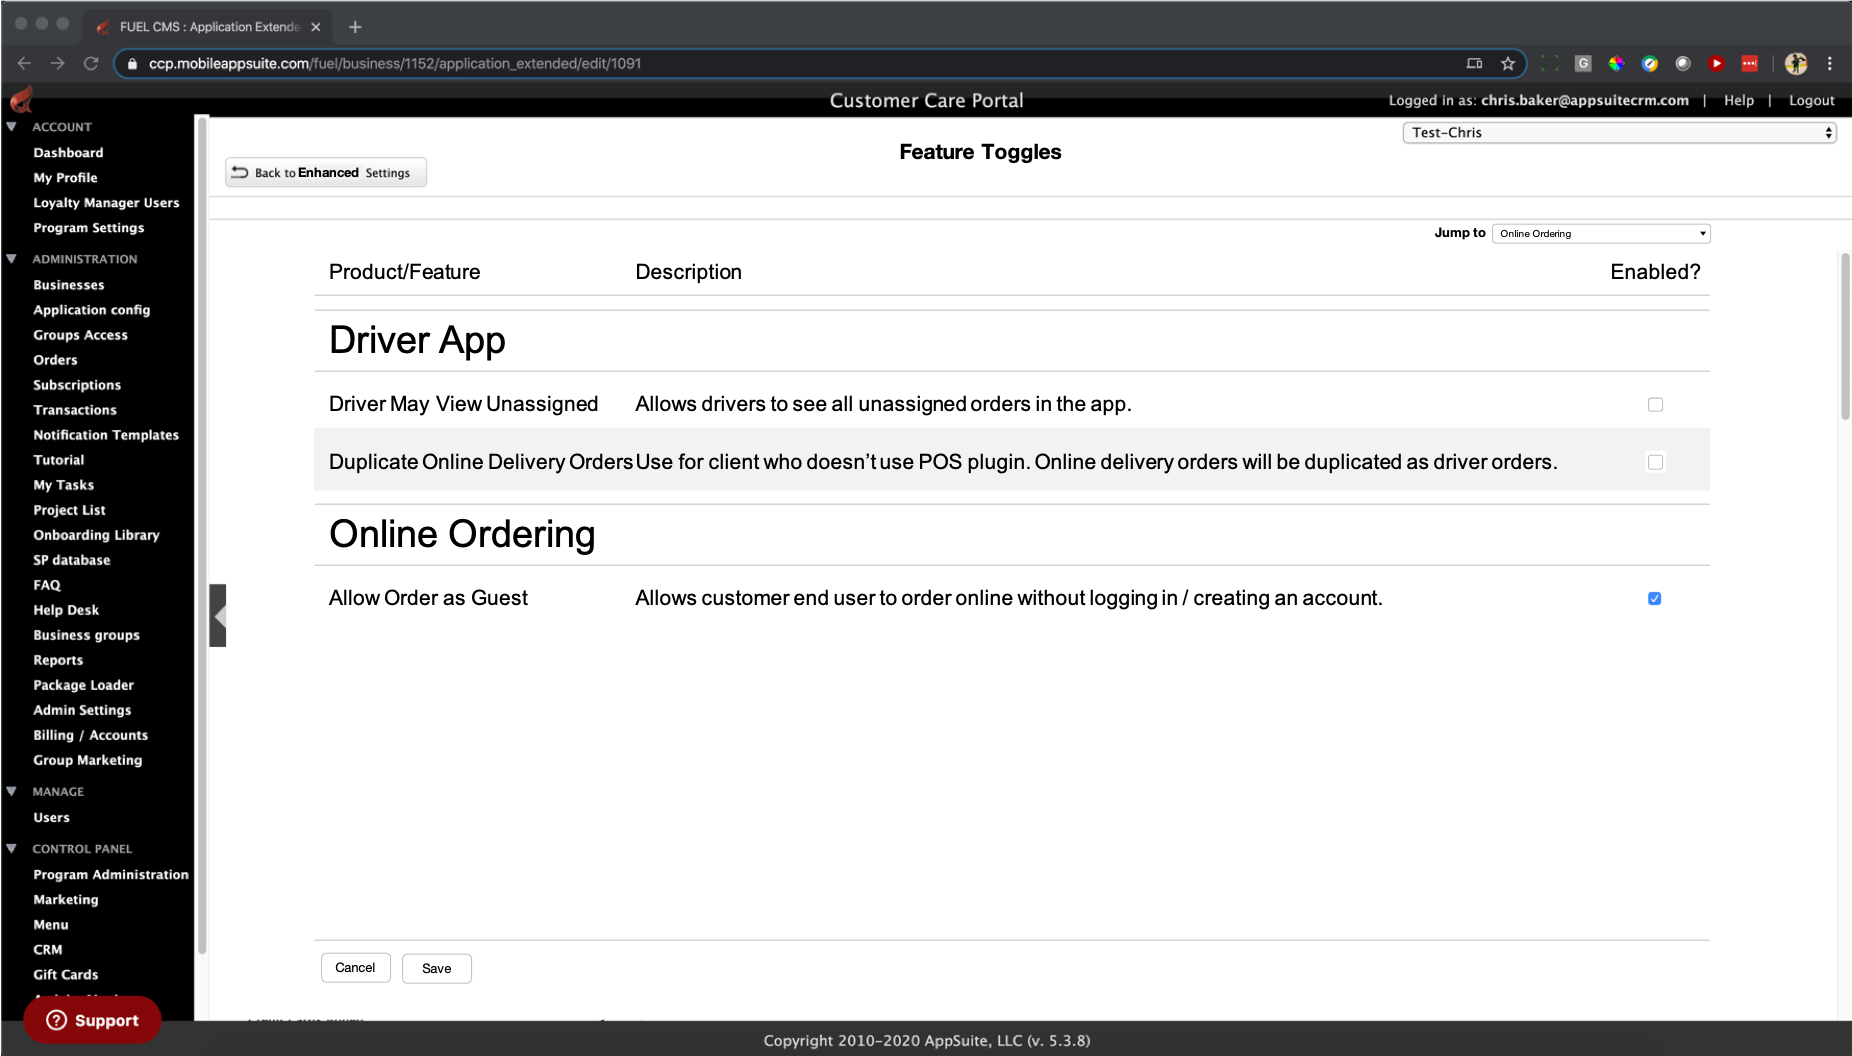 FUEL CMS : Application Extende
ccp.mobileappsuite.com/fuel/business/1152/application_extended/edit/1091
G
Customer Care Portal
Logged in as: chris.baker@appsuitecrm.com | Help | Logout
Test-Chris
Feature Toggles
Back to Enhanced Settings
Jump to Online Ordering
ACCOUNT
Dashboard
My Profile
Loyalty Manager Users
Program Settings
ADMINISTRATION
Businesses
Application config
Groups Access
Orders
Subscriptions
Transactions
Notification Templates
Tutorial
My Tasks
Project List
Onboarding Library
SP database
FAQ
Help Desk
Business groups
Reports
Package Loader
Admin Settings
Billing / Accounts
Group Marketing
MANAGE
Users
CONTROL PANEL
Program Administration
Marketing
Menu
CRM
Gift Cards
Support
Product/Feature Description Enabled?
Driver App
Driver May View Unassigned Allows drivers to see all unassigned orders in the app.
Duplicate Online Delivery Orders Use for client who doesn't use POS plugin. Online delivery orders will be duplicated as driver orders.
Online Ordering
Allow Order as Guest Allows customer end user to order online without logging in / creating an account.
Cancel Save
Copyright 2010-2020 AppSuite, LLC (v. 5.3.8)